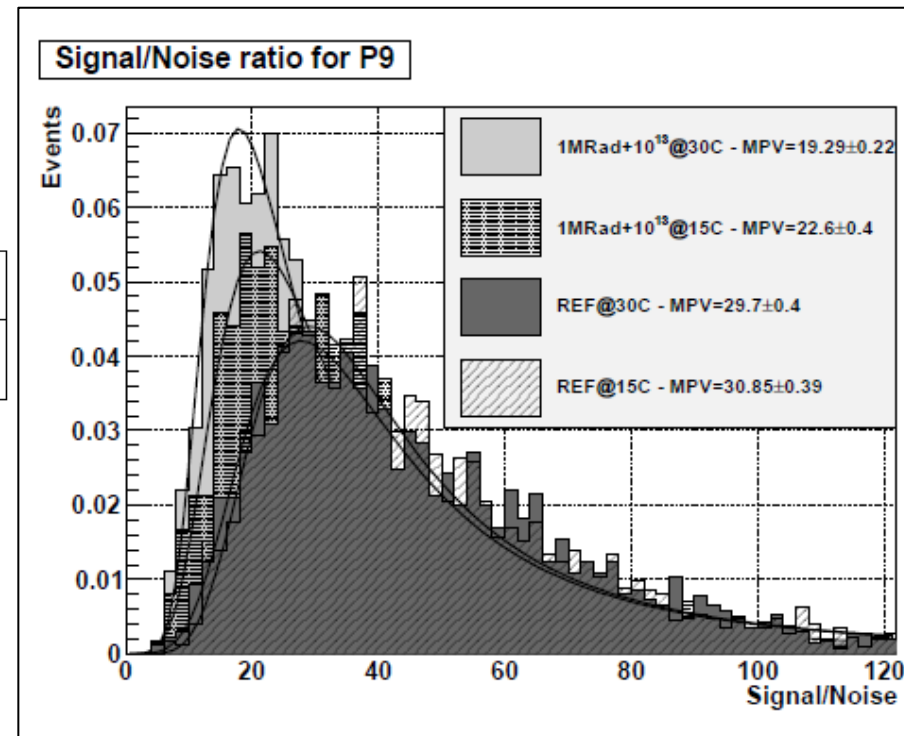 Signal/Noise ratio for P9
Events
0.07
0.06
0.05
0.04
0.03
0.02
0.01
0
1MRad+10¹³@30C - MPV=19.29±0.22
1MRad+10¹³@15C - MPV=22.6±0.4
REF@30C - MPV=29.7±0.4
REF@15C - MPV=30.85±0.39
0 20 40 60 80 100 120
Signal/Noise